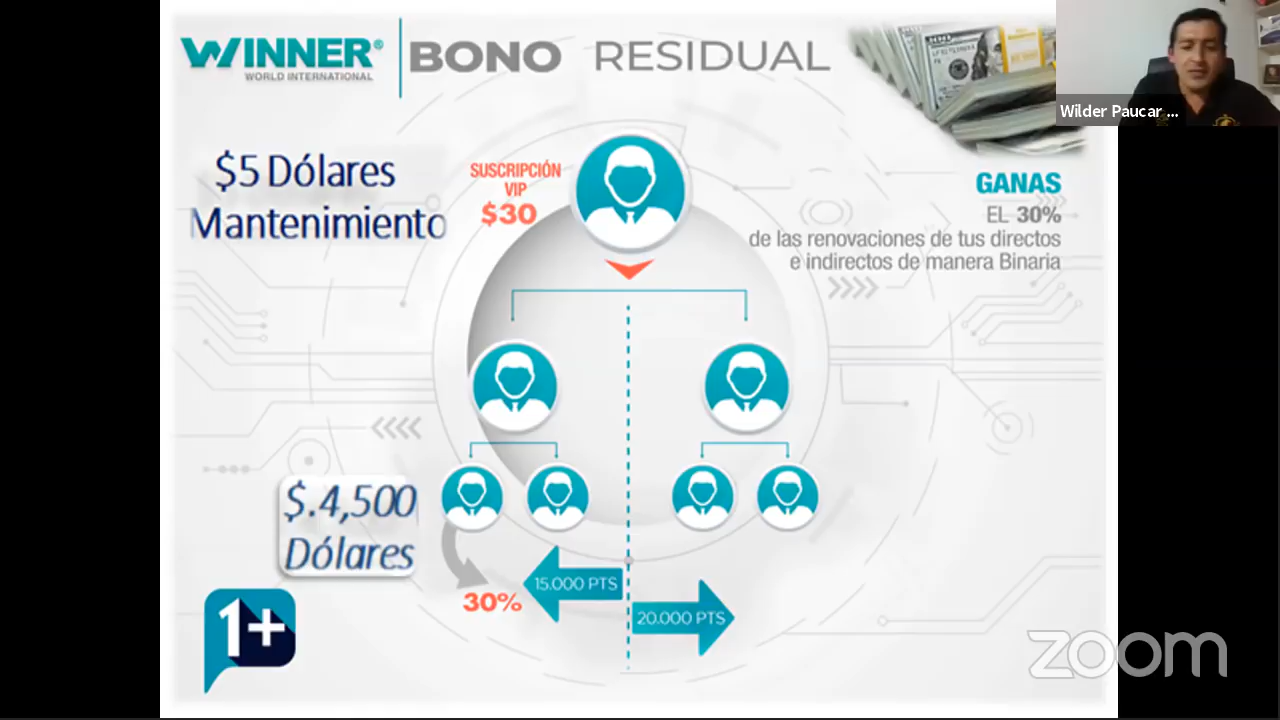 WINNER®
WORLD INTERNATIONAL
BONO RESIDUAL
Wilder Paucar ...
$5 Dólares
Mantenimiento
SUSCRIPCIÓN
VIP
$30
GANAS
EL 30%
de las renovaciones de tus directos
e indirectos de manera Binaria
$.4,500
Dólares
30%
15.000 PTS
20.000 PTS
1+
zoom